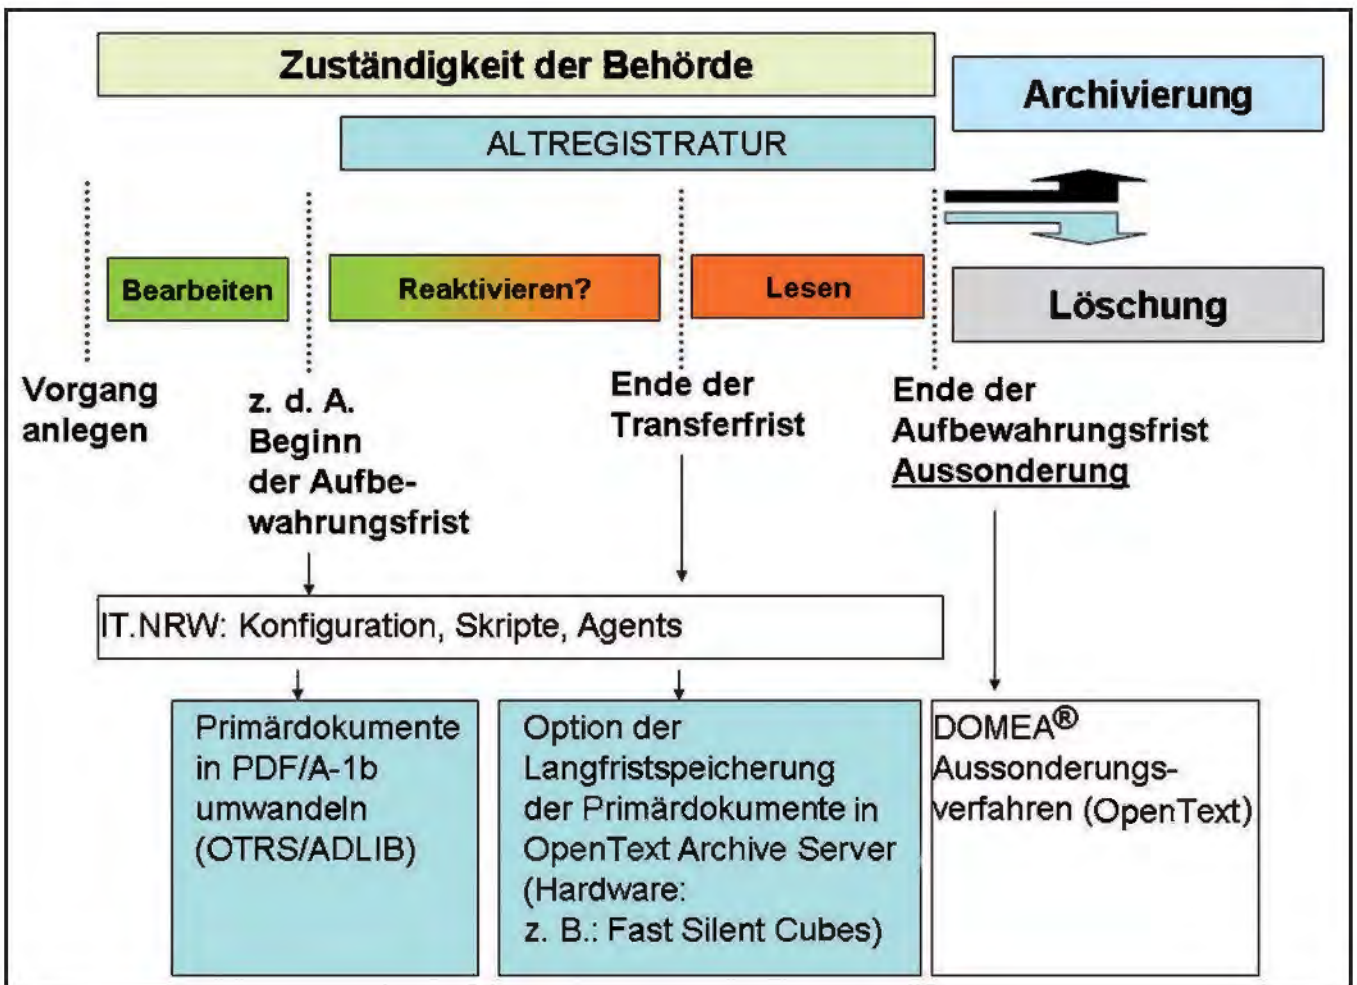 Zuständigkeit der Behörde
Archivierung
ALTREGISTRATUR
Bearbeiten
Reaktivieren?
Lesen
Löschung
Vorgang
anlegen
z. d. A.
Beginn
der Aufbe-
wahrungsfrist
Ende der
Transferfrist
Ende der
Aufbewahrungsfrist
Aussonderung
IT.NRW: Konfiguration, Skripte, Agents
Primärdokumente
in PDF/A-1b
umwandeln
(OTRS/ADLIB)
Option der
Langfristspeicherung
der Primärdokumente in
OpenText Archive Server
(Hardware:
z. B.: Fast Silent Cubes)
DOMEA®
Aussonderungs-
verfahren (OpenText)